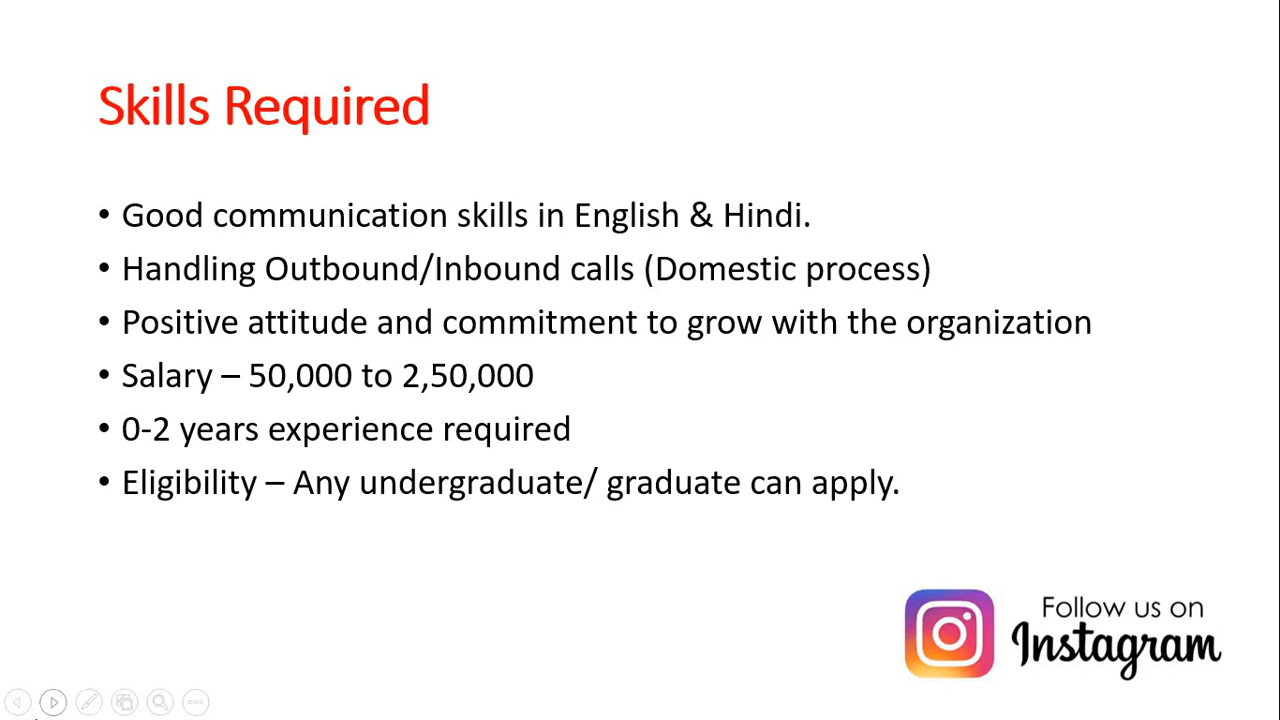 Skills Required
• Good communication skills in English & Hindi.
• Handling Outbound/Inbound calls (Domestic process)
• Positive attitude and commitment to grow with the organization
• Salary – 50,000 to 2,50,000
• 0-2 years experience required
• Eligibility – Any undergraduate/ graduate can apply.
Follow us on
Instagram